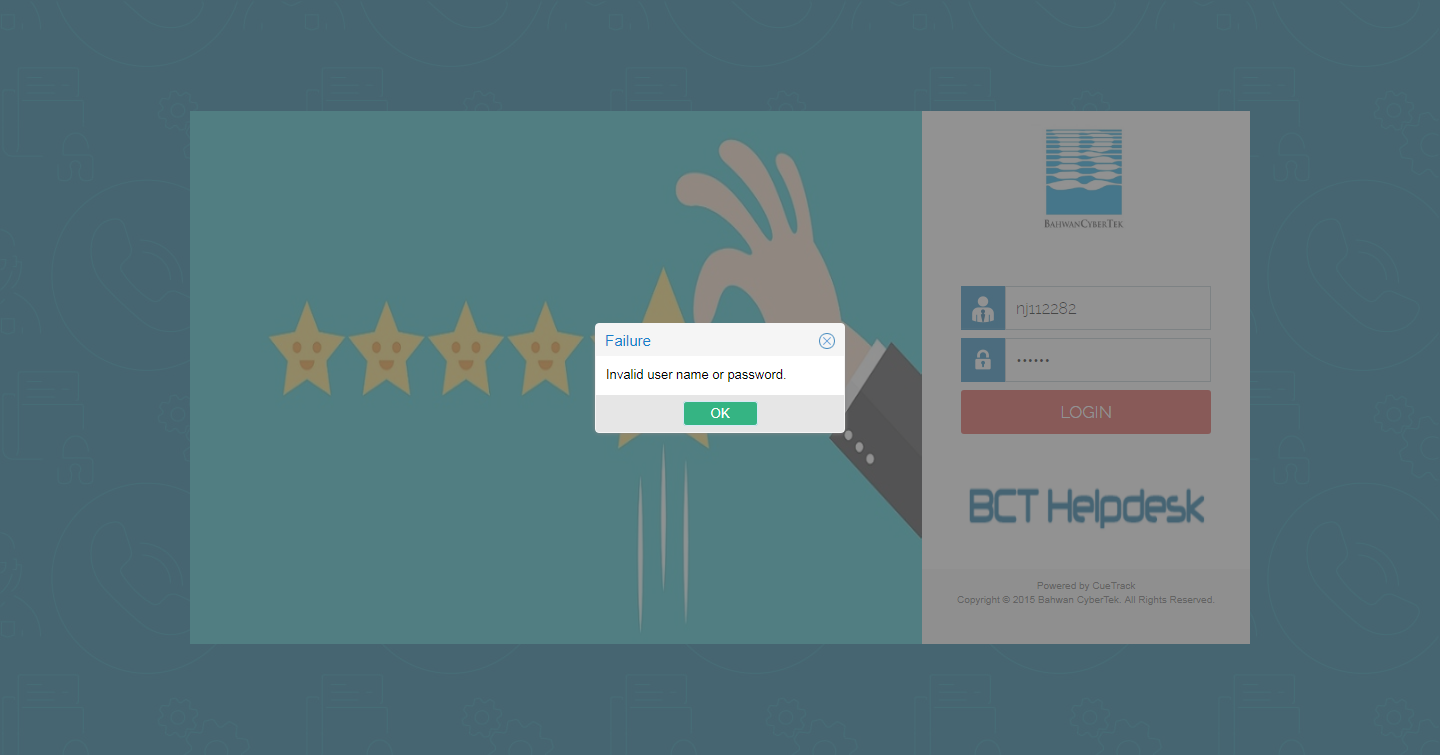 BAHWANCYBERTEK
nj112282
••••••
LOGIN
Failure
Invalid user name or password.
OK
BCT Helpdesk
Powered by CueTrack
Copyright © 2015 Bahwan CyberTek. All Rights Reserved.